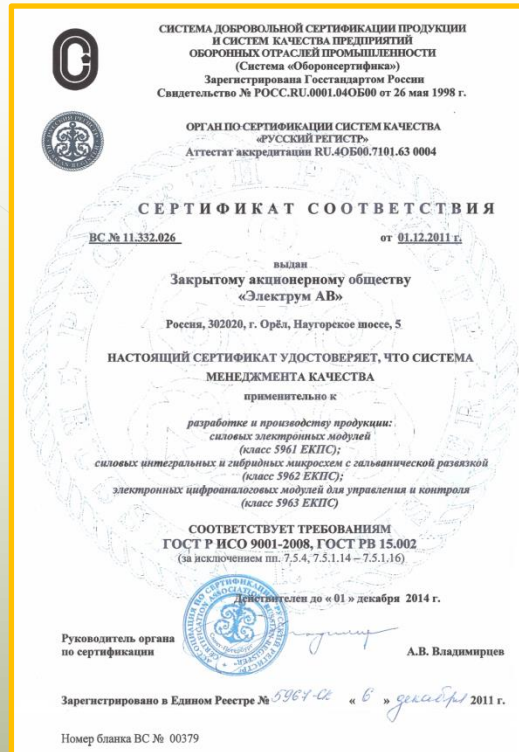 СИСТЕМА ДОБРОВОЛЬНОЙ СЕРТИФИКАЦИИ ПРОДУКЦИИ
И СИСТЕМ КАЧЕСТВА ПРЕДПРИЯТИЙ
ОБОРОННЫХ ОТРАСЛЕЙ ПРОМЫШЛЕННОСТИ
(Система «Оборонсертифика»)
Зарегистрирована Госстандартом России
Свидетельство № РОСС.RU.0001.04ОБ00 от 26 мая 1998 г.
ОРГАН ПО СЕРТИФИКАЦИИ СИСТЕМ КАЧЕСТВА
«РУССКИЙ РЕГИСТР»
Аттестат аккредитации RU.4ОБ00.7101.63 0004
СЕРТИФИКАТ СООТВЕТСТВИЯ
ВС № 11.332.026 от 01.12.2011 г.
выдан
Закрытому акционерному обществу
«Электрум АВ»
Россия, 302020, г. Орёл, Наугорское шоссе, 5
НАСТОЯЩИЙ СЕРТИФИКАТ УДОСТОВЕРЯЕТ, ЧТО СИСТЕМА
МЕНЕДЖМЕНТА КАЧЕСТВА
применительно к
разработке и производству продукции:
силовых электронных модулей
(класс 5961 ЕКПС);
силовых интегральных и гибридных микросхем с гальванической развязкой
(класс 5962 ЕКПС);
электронных цифроаналоговых модулей для управления и контроля
(класс 5963 ЕКПС)
СООТВЕТСТВУЕТ ТРЕБОВАНИЯМ
ГОСТ Р ИСО 9001-2008, ГОСТ РВ 15.002
(за исключением пп. 7.5.4, 7.5.1.14 – 7.5.1.16)
Действителен до « 01 » декабря 2014 г.
Руководитель органа
по сертификации А.В. Владимирцев
Зарегистрировано в Едином Реестре № « 6 » декабря 2011 г.
Номер бланка ВС № 00379